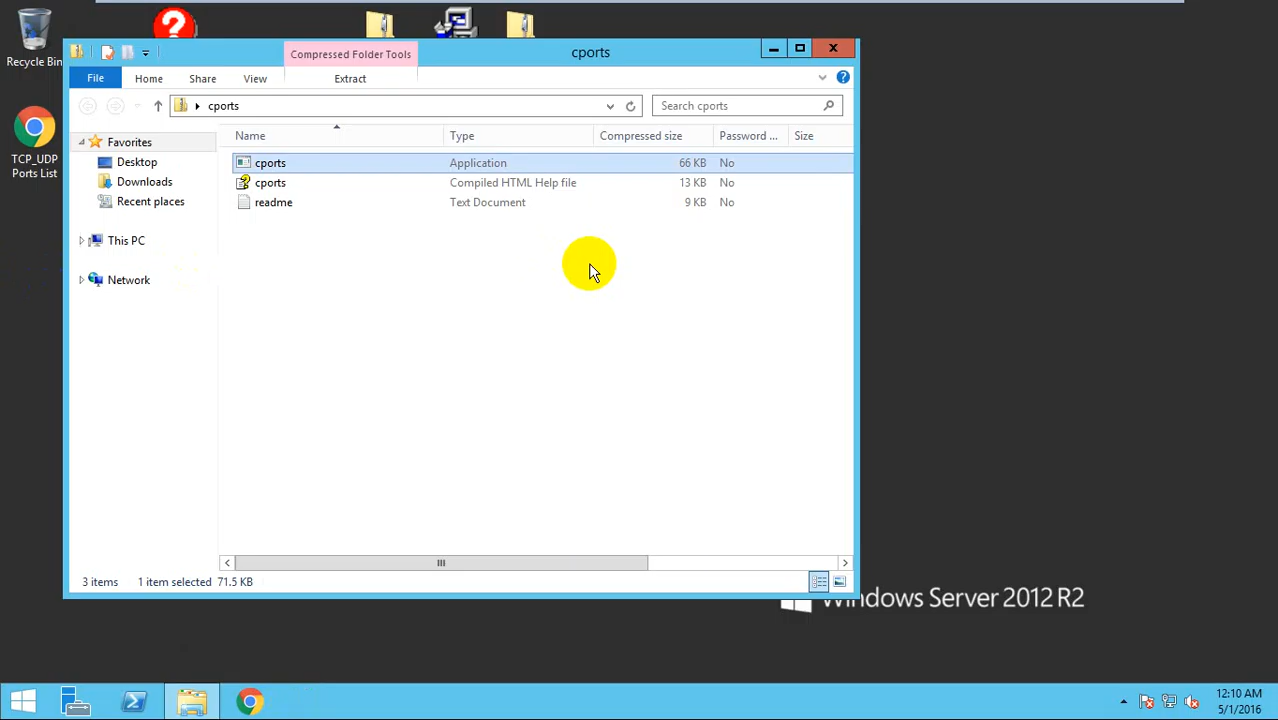 Recycle Bin
TCP_UDP
Ports List
Compressed Folder Tools
cports
File
Home
Share
View
Extract
cports
Search cports
Name
Type
Compressed size
Password ...
Size
cports
Application
66 KB
No
cports
Compiled HTML Help file
13 KB
No
readme
Text Document
9 KB
No
Favorites
Desktop
Downloads
Recent places
This PC
Network
3 items
1 item selected 71.5 KB
Windows Server 2012 R2
12:10 AM
5/1/2016